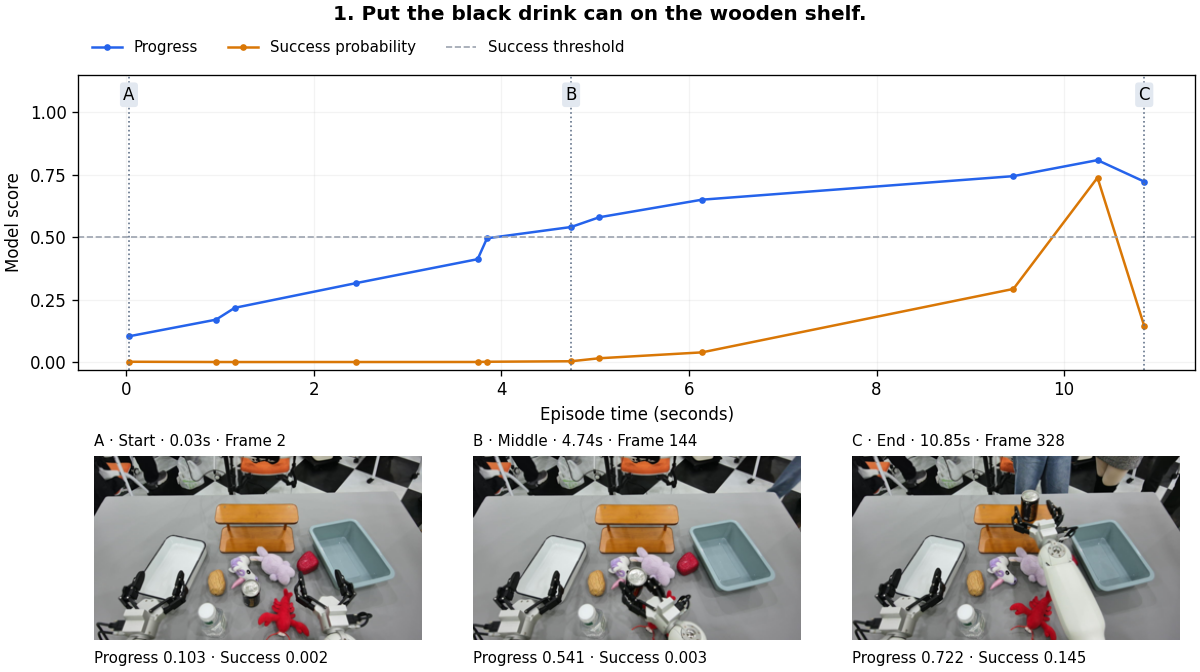 1. Put the black drink can on the wooden shelf.
Progress Success probability Success threshold
A B C
1.00
0.75
0.50
0.25
0.00
Model score
0 2 4 6 8 10
Episode time (seconds)
A · Start · 0.03s · Frame 2
B · Middle · 4.74s · Frame 144
C · End · 10.85s · Frame 328
Progress 0.103 · Success 0.002
Progress 0.541 · Success 0.003
Progress 0.722 · Success 0.145